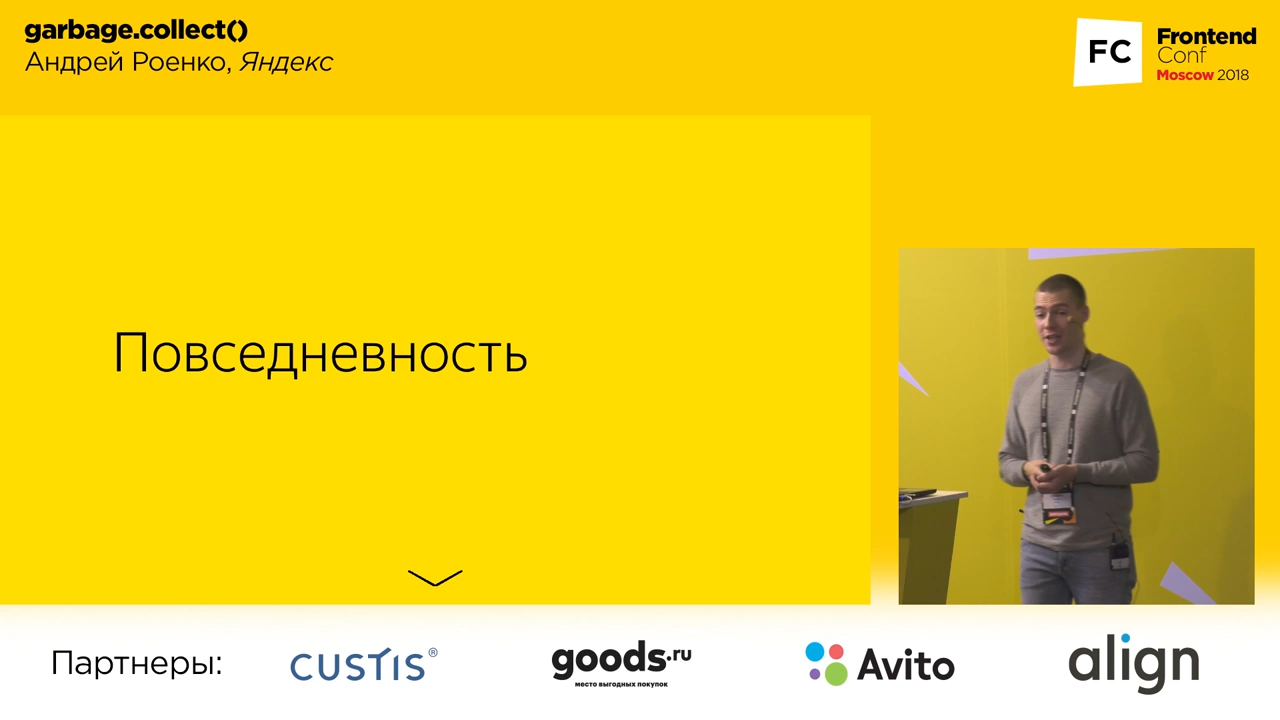 garbage.collect()
Андрей Роенко, Яндекс
FC
Frontend
Conf
Moscow 2018
Повседневность
Партнеры:
CUSTIS®
goods.ru
место выгодных покупок
Avito
align